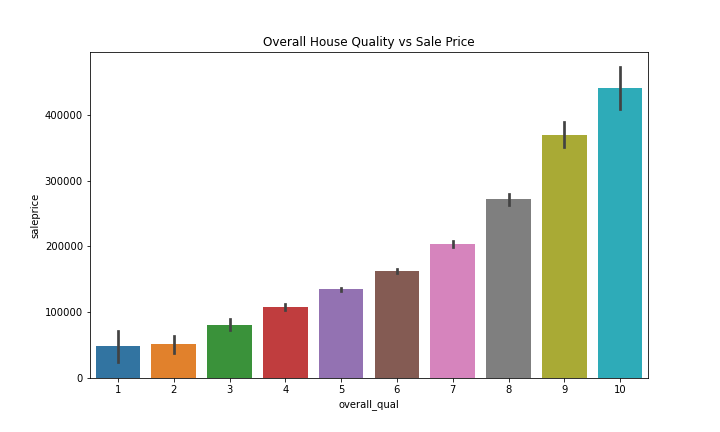 Overall House Quality vs Sale Price
saleprice
400000
300000
200000
100000
0
1 2 3 4 5 6 7 8 9 10
overall_qual